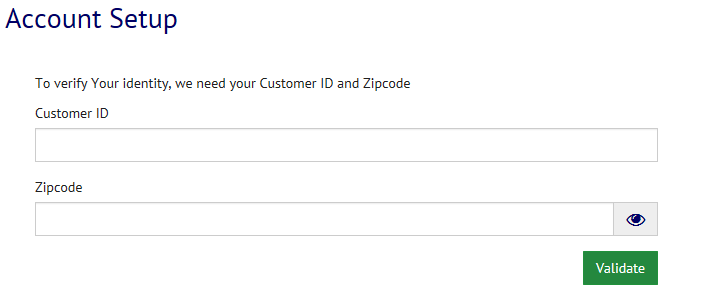 Account Setup
To verify Your identity, we need your Customer ID and Zipcode
Customer ID
Zipcode
Validate